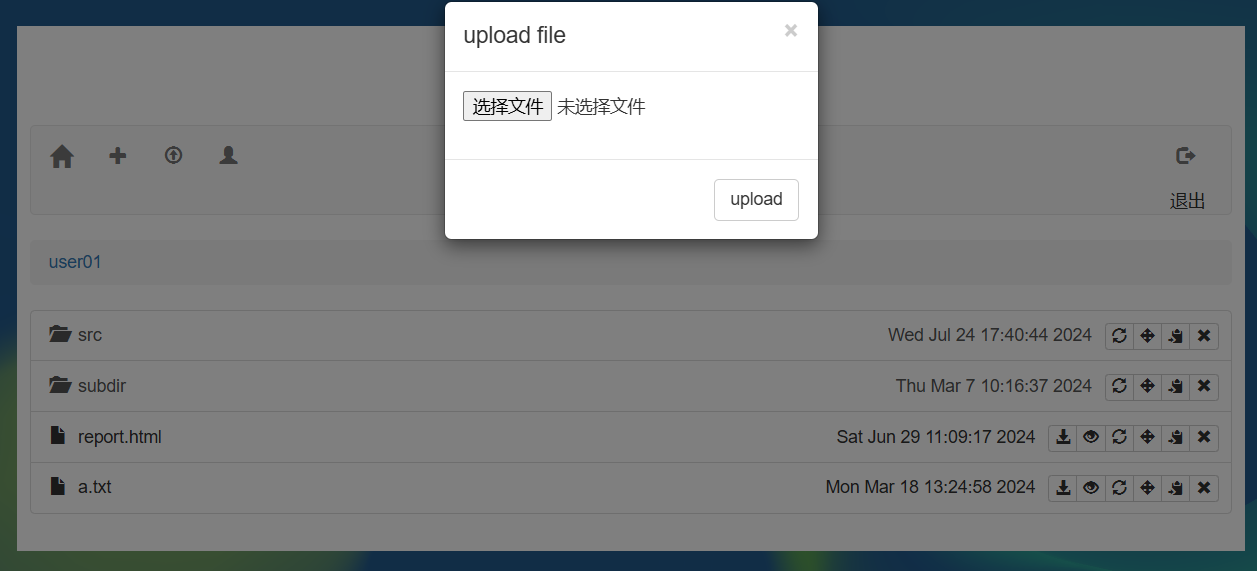 upload file ×
选择文件 未选择文件
upload
退出
user01
src Wed Jul 24 17:40:44 2024
subdir Thu Mar 7 10:16:37 2024
report.html Sat Jun 29 11:09:17 2024
a.txt Mon Mar 18 13:24:58 2024